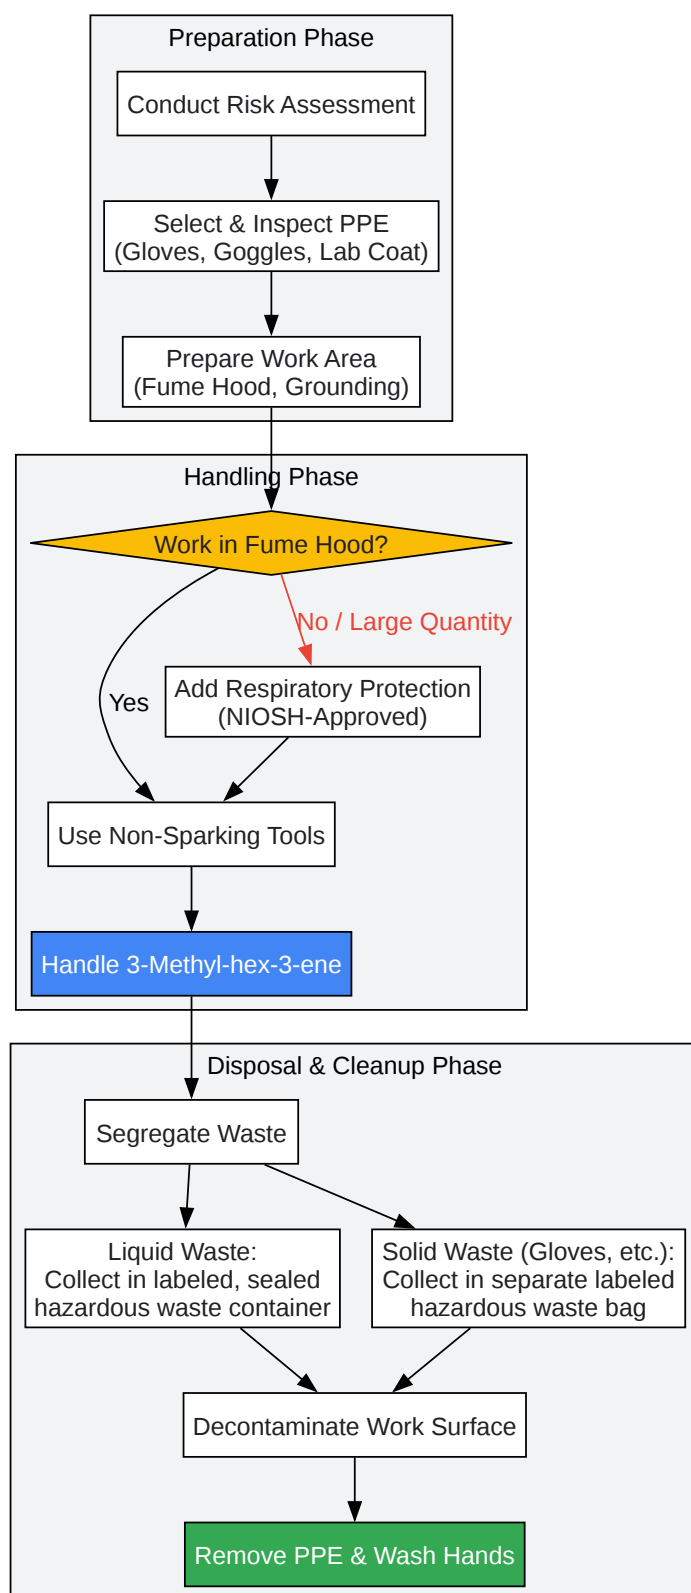 Preparation Phase
Conduct Risk Assessment
Select & Inspect PPE
(Gloves, Goggles, Lab Coat)
Prepare Work Area
(Fume Hood, Grounding)
Handling Phase
Work in Fume Hood?
No / Large Quantity
Add Respiratory Protection
(NIOSH-Approved)
Yes
Use Non-Sparking Tools
Handle 3-Methyl-hex-3-ene
Disposal & Cleanup Phase
Segregate Waste
Liquid Waste:
Collect in labeled, sealed
hazardous waste container
Solid Waste (Gloves, etc.):
Collect in separate labeled
hazardous waste bag
Decontaminate Work Surface
Remove PPE & Wash Hands